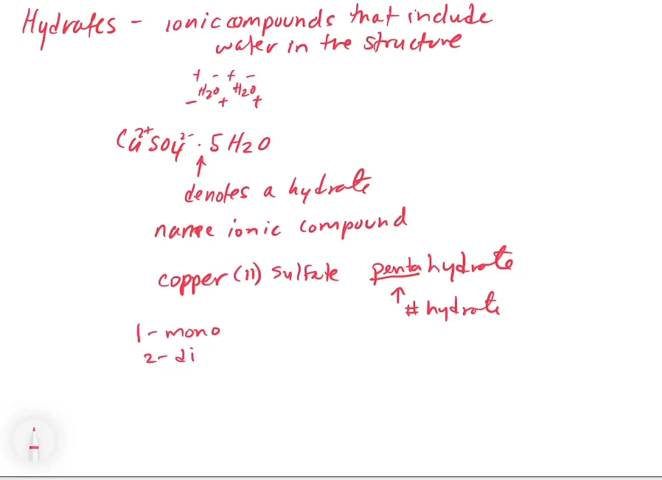 Hydrates - ionic compounds that include
water in the structure
+ - + -
H2O H2O
- + +
Cu²⁺SO4²⁻ · 5 H2O
↑
denotes a hydrate
name ionic compound
copper (II) sulfate pentahydrate
↑ # hydrate
1 - mono
2 - di